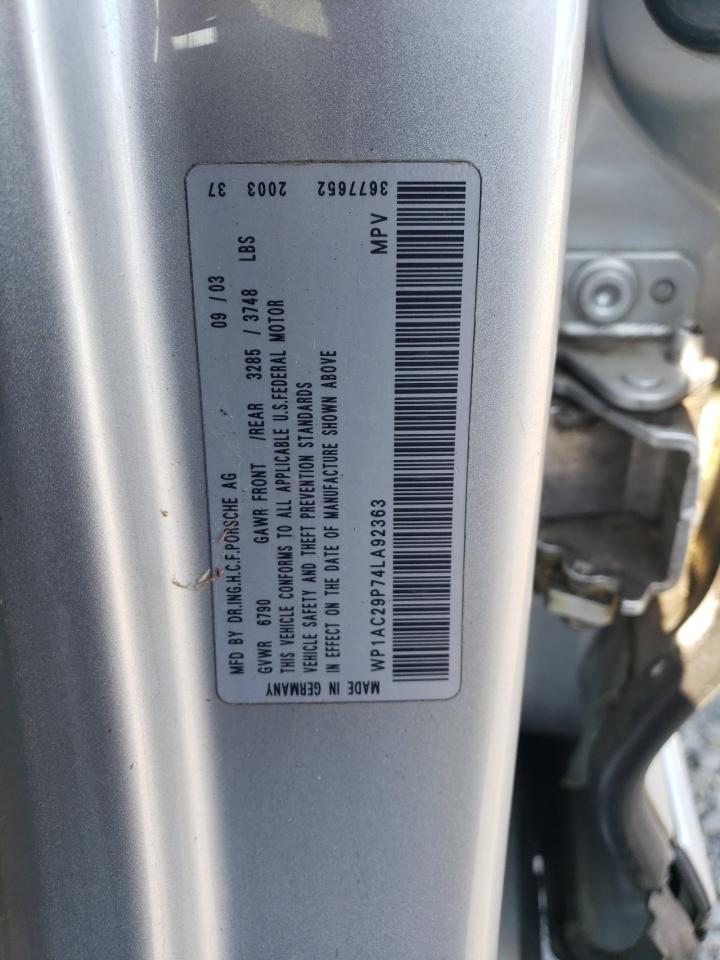 37 2003 3677652
MFD BY DR.ING.H.C.F.PORSCHE AG 09/03
GVWR 6790 GAWR FRONT /REAR 3285 / 3748 LBS
THIS VEHICLE CONFORMS TO ALL APPLICABLE U.S.FEDERAL MOTOR
VEHICLE SAFETY AND THEFT PREVENTION STANDARDS
IN EFFECT ON THE DATE OF MANUFACTURE SHOWN ABOVE
WP1AC29P74LA92363 MPV
MADE IN GERMANY